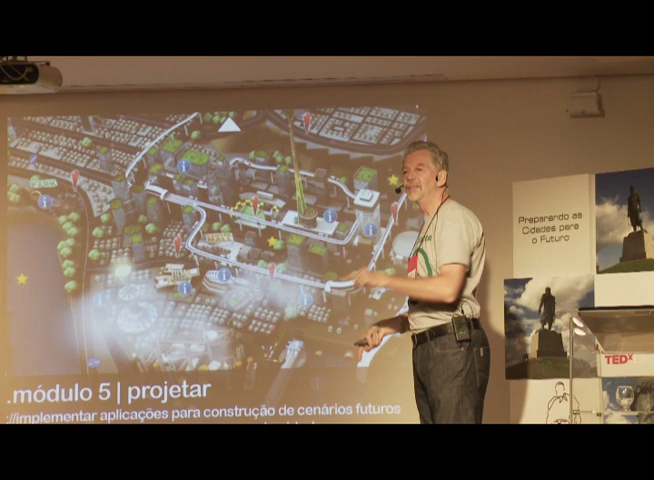 .módulo 5 | projetar
://implementar aplicações para construção de cenários futuros
Preparando as
Cidades para
o Futuro
TEDx